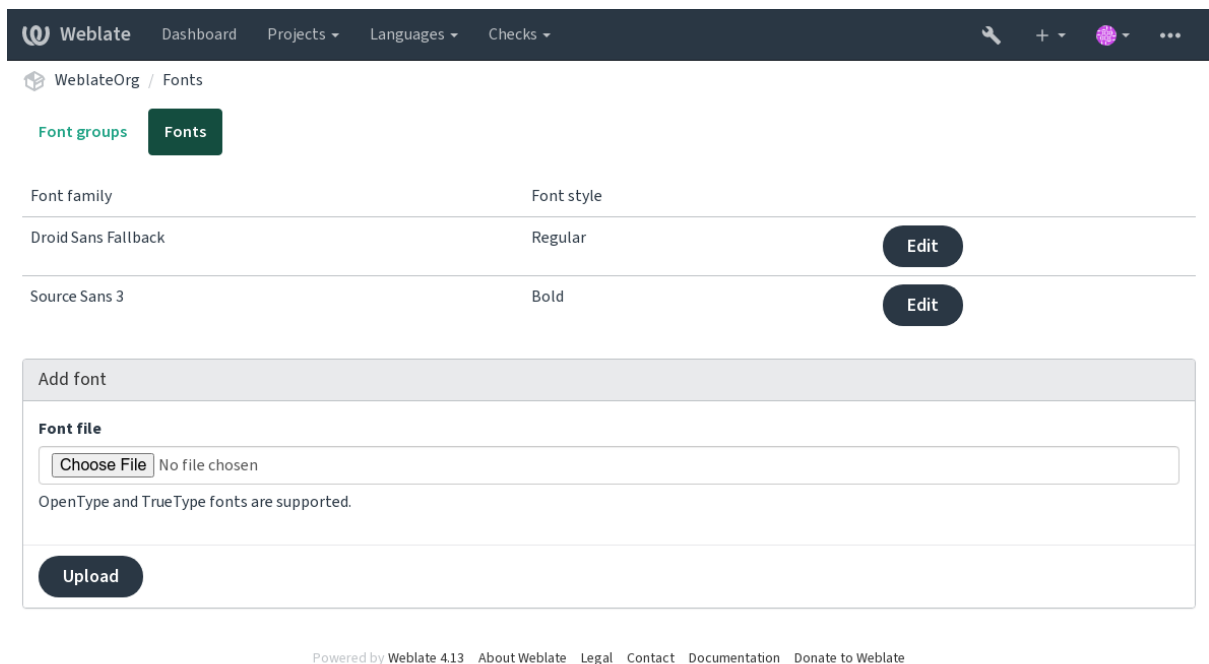 Weblate Dashboard Projects Languages Checks
WeblateOrg / Fonts
Font groups Fonts
Font family Font style
Droid Sans Fallback Regular Edit
Source Sans 3 Bold Edit
Add font
Font file
Choose File No file chosen
OpenType and TrueType fonts are supported.
Upload
Powered by Weblate 4.13 About Weblate Legal Contact Documentation Donate to Weblate